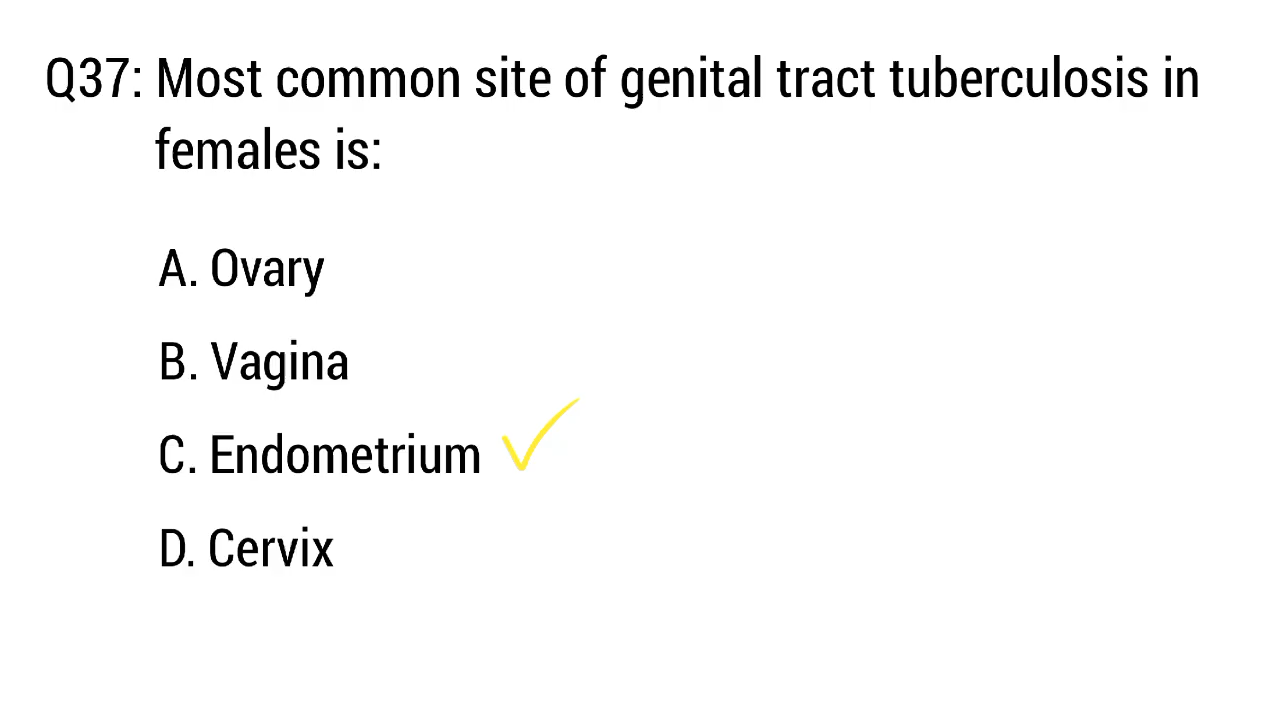 Q37: Most common site of genital tract tuberculosis in
females is:
A. Ovary
B. Vagina
C. Endometrium
D. Cervix